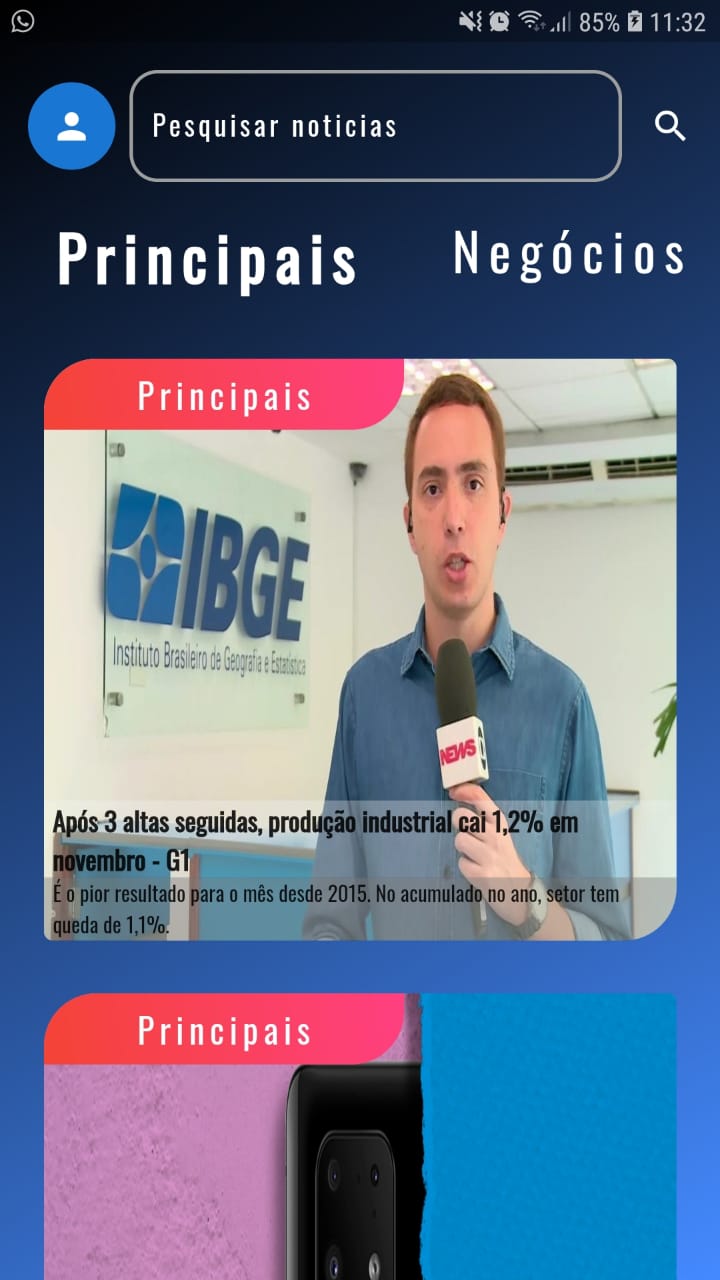 85% 11:32
Pesquisar noticias
Principais Negócios
Principais
IBGE
Instituto Brasileiro de Geografia e Estatística
NEWS
Após 3 altas seguidas, produção industrial cai 1,2% em
novembro - G1
É o pior resultado para o mês desde 2015. No acumulado no ano, setor tem
queda de 1,1%.
Principais